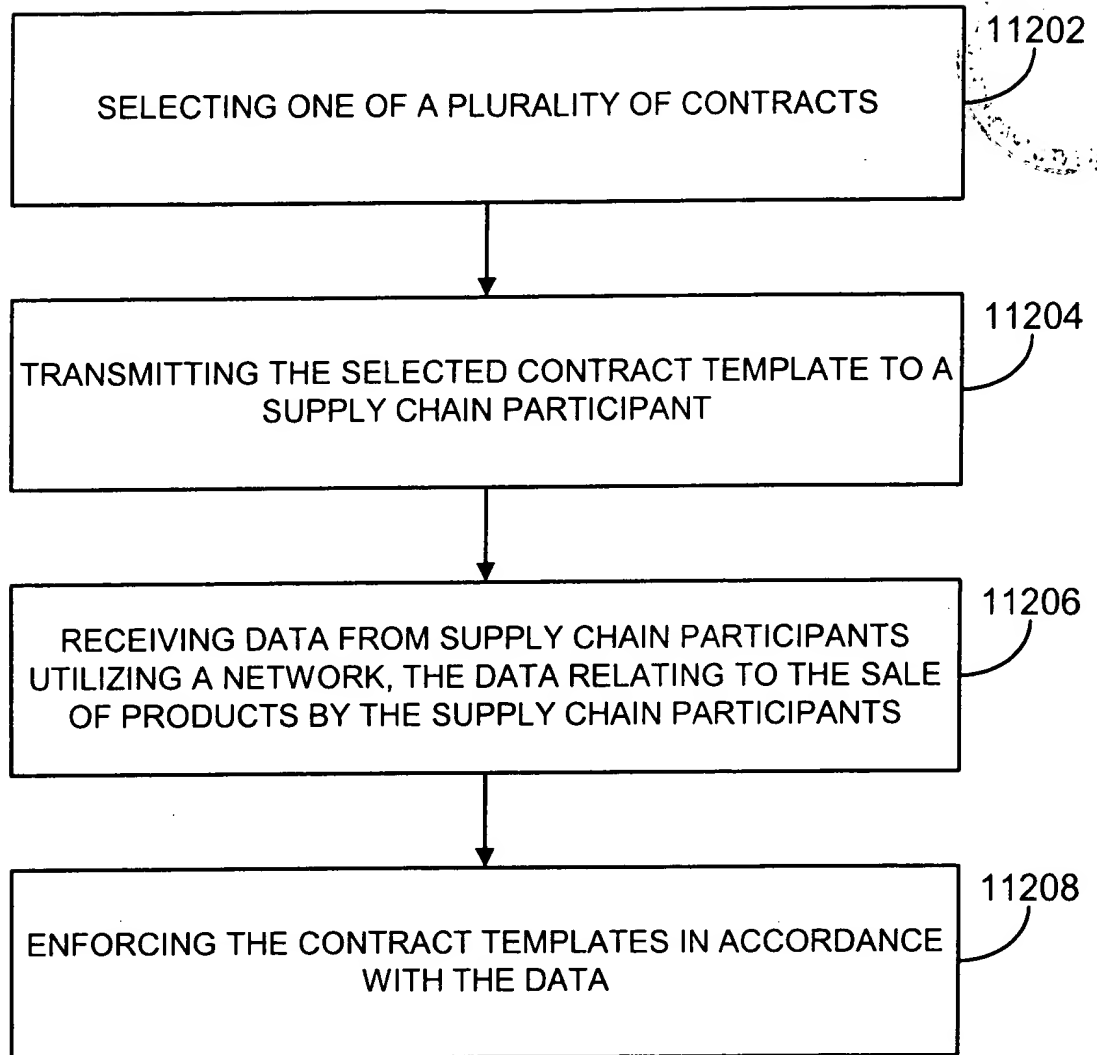 11202
SELECTING ONE OF A PLURALITY OF CONTRACTS
11204
TRANSMITTING THE SELECTED CONTRACT TEMPLATE TO A
SUPPLY CHAIN PARTICIPANT
11206
RECEIVING DATA FROM SUPPLY CHAIN PARTICIPANTS
UTILIZING A NETWORK, THE DATA RELATING TO THE SALE
OF PRODUCTS BY THE SUPPLY CHAIN PARTICIPANTS
11208
ENFORCING THE CONTRACT TEMPLATES IN ACCORDANCE
WITH THE DATA